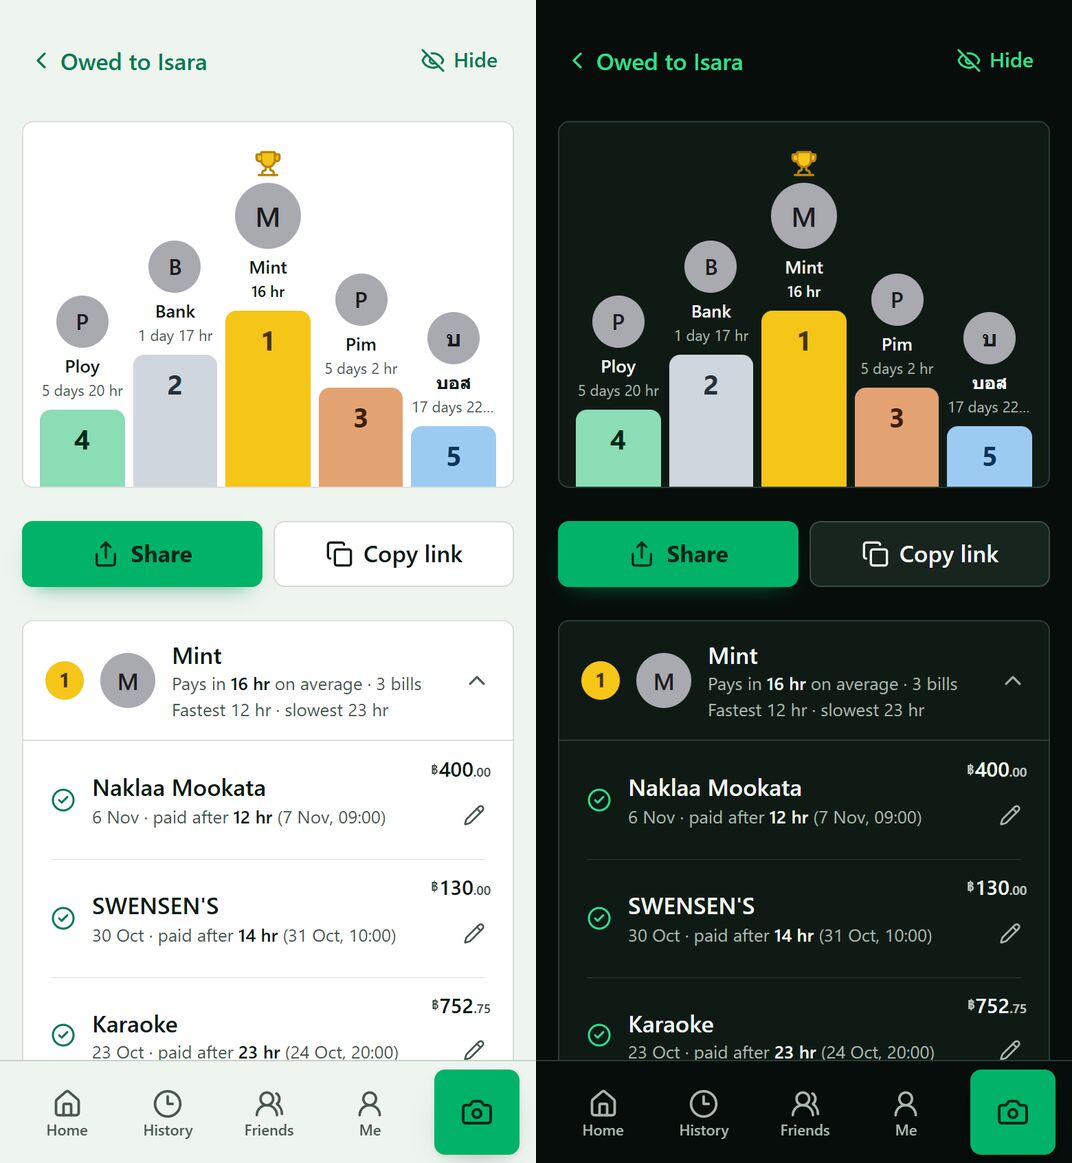 Owed to Isara
Hide
M
Mint
16 hr
B
Bank
1 day 17 hr
P
Pim
5 days 2 hr
P
Ploy
5 days 20 hr
บ
บอส
17 days 22...
4
2
1
3
5
Share
Copy link
1
M
Mint
Pays in 16 hr on average · 3 bills
Fastest 12 hr · slowest 23 hr
Naklaa Mookata
฿400.00
6 Nov · paid after 12 hr (7 Nov, 09:00)
SWENSEN'S
฿130.00
30 Oct · paid after 14 hr (31 Oct, 10:00)
Karaoke
฿752.75
23 Oct · paid after 23 hr (24 Oct, 20:00)
Home
History
Friends
Me
Owed to Isara
Hide
M
Mint
16 hr
B
Bank
1 day 17 hr
P
Pim
5 days 2 hr
P
Ploy
5 days 20 hr
บ
บอส
17 days 22...
4
2
1
3
5
Share
Copy link
1
M
Mint
Pays in 16 hr on average · 3 bills
Fastest 12 hr · slowest 23 hr
Naklaa Mookata
฿400.00
6 Nov · paid after 12 hr (7 Nov, 09:00)
SWENSEN'S
฿130.00
30 Oct · paid after 14 hr (31 Oct, 10:00)
Karaoke
฿752.75
23 Oct · paid after 23 hr (24 Oct, 20:00)
Home
History
Friends
Me